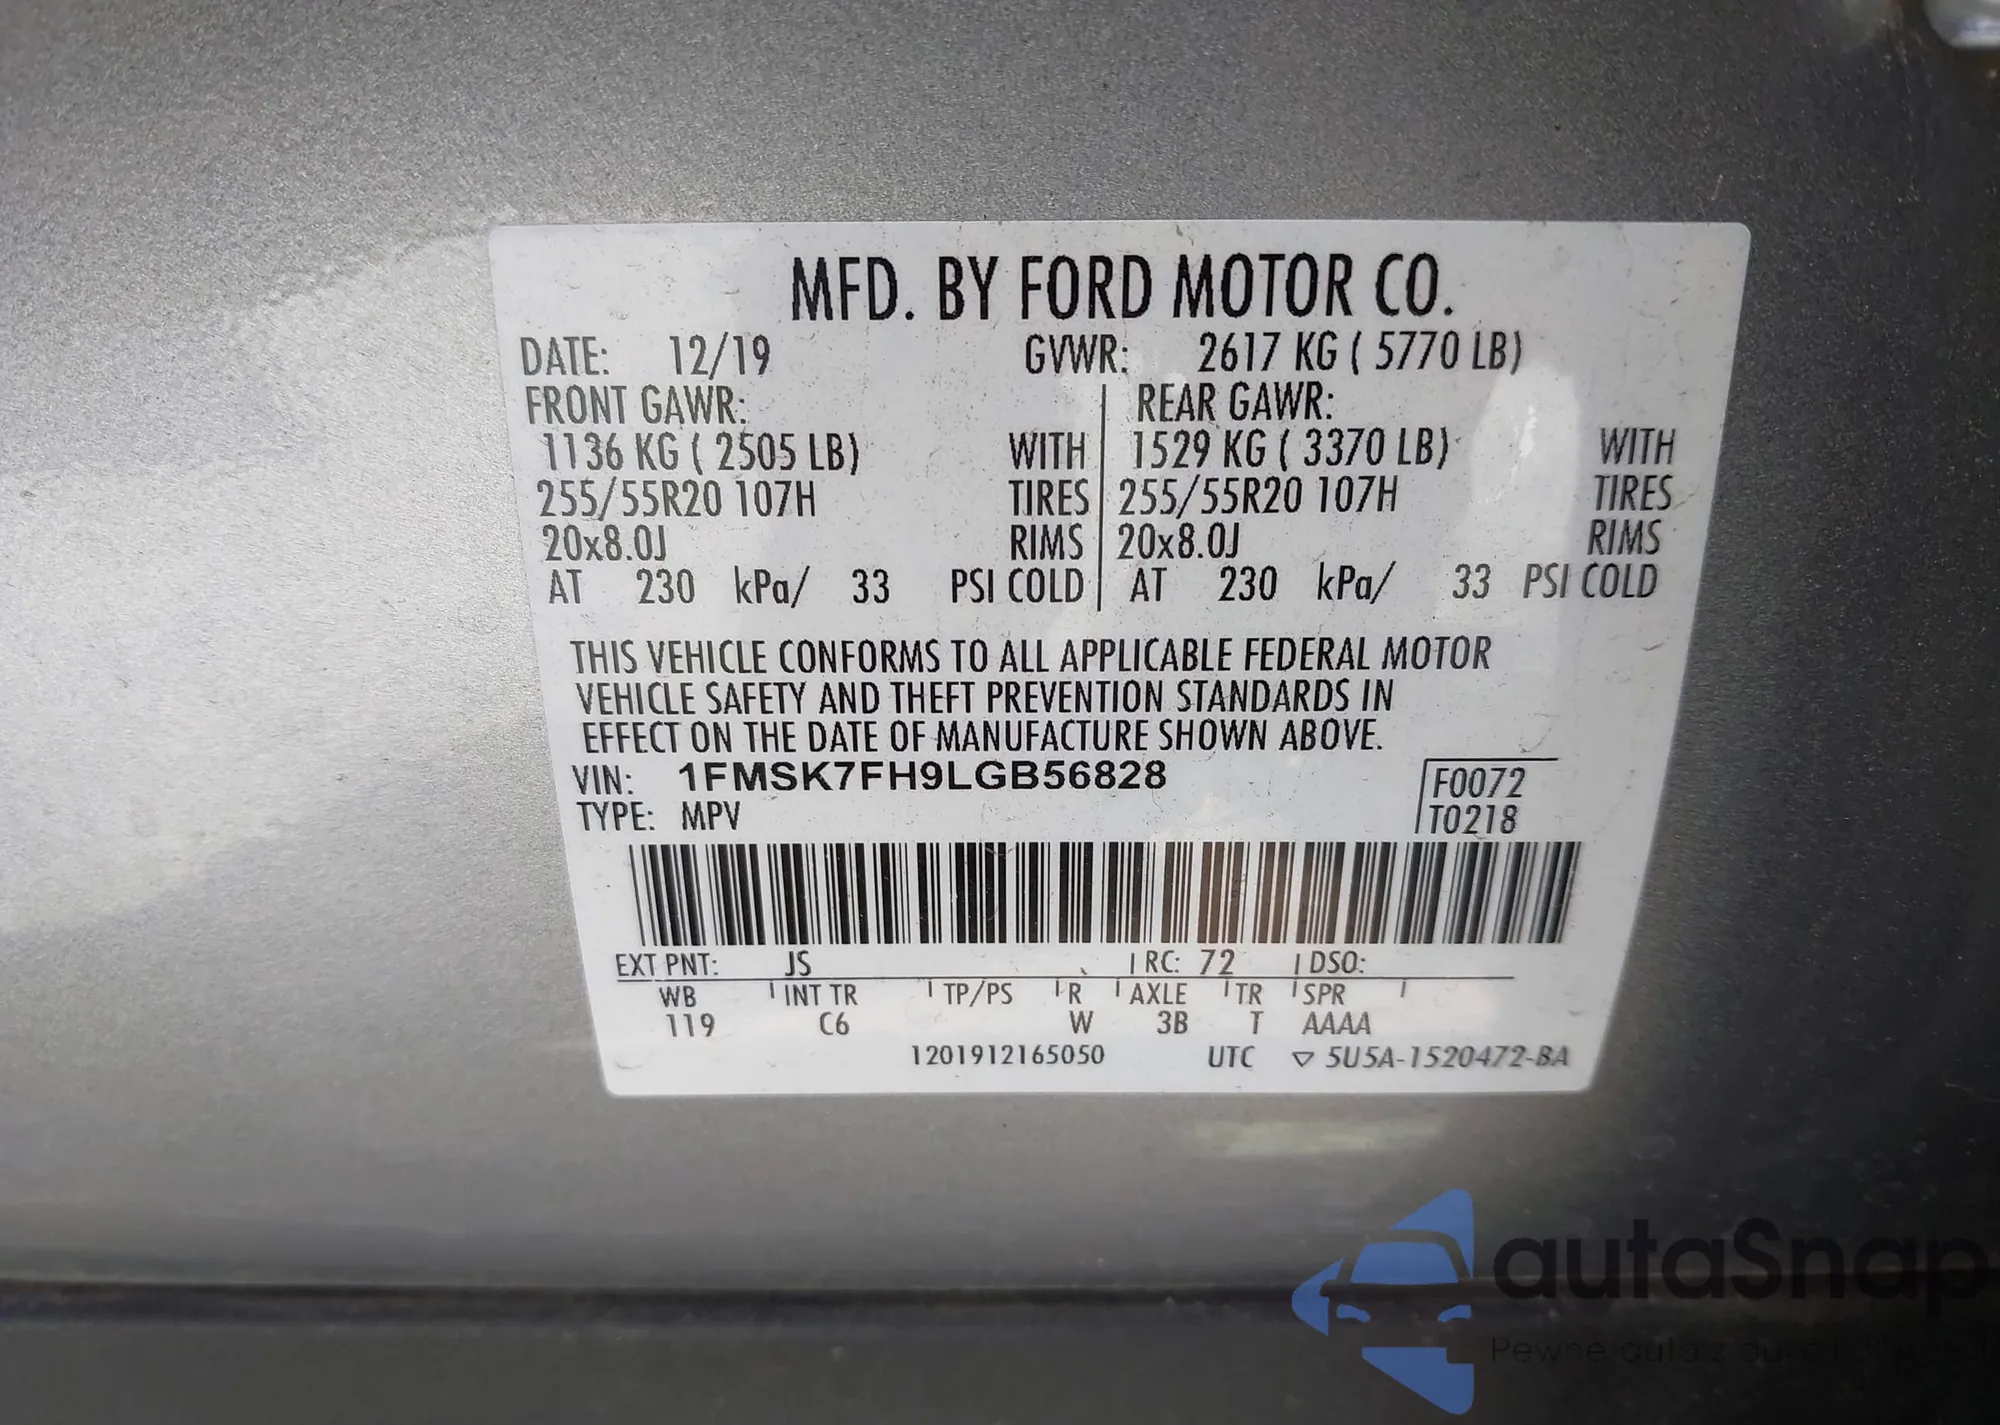 MFD. BY FORD MOTOR CO.
DATE: 12/19 GVWR: 2617 KG ( 5770 LB)
FRONT GAWR: REAR GAWR:
1136 KG ( 2505 LB) WITH 1529 KG ( 3370 LB) WITH
255/55R20 107H TIRES 255/55R20 107H TIRES
20x8.0J RIMS 20x8.0J RIMS
AT 230 kPa/ 33 PSI COLD AT 230 kPa/ 33 PSI COLD
THIS VEHICLE CONFORMS TO ALL APPLICABLE FEDERAL MOTOR
VEHICLE SAFETY AND THEFT PREVENTION STANDARDS IN
EFFECT ON THE DATE OF MANUFACTURE SHOWN ABOVE.
VIN: 1FMSK7FH9LGB56828 F0072
TYPE: MPV T0218
EXT PNT: JS RC: 72 DSO:
WB INT TR TP/PS R AXLE TR SPR
119 C6 W 3B T AAAA
1201912165050 UTC ▽ 5U5A-1520472-BA
autaSnap
Pewne auta z